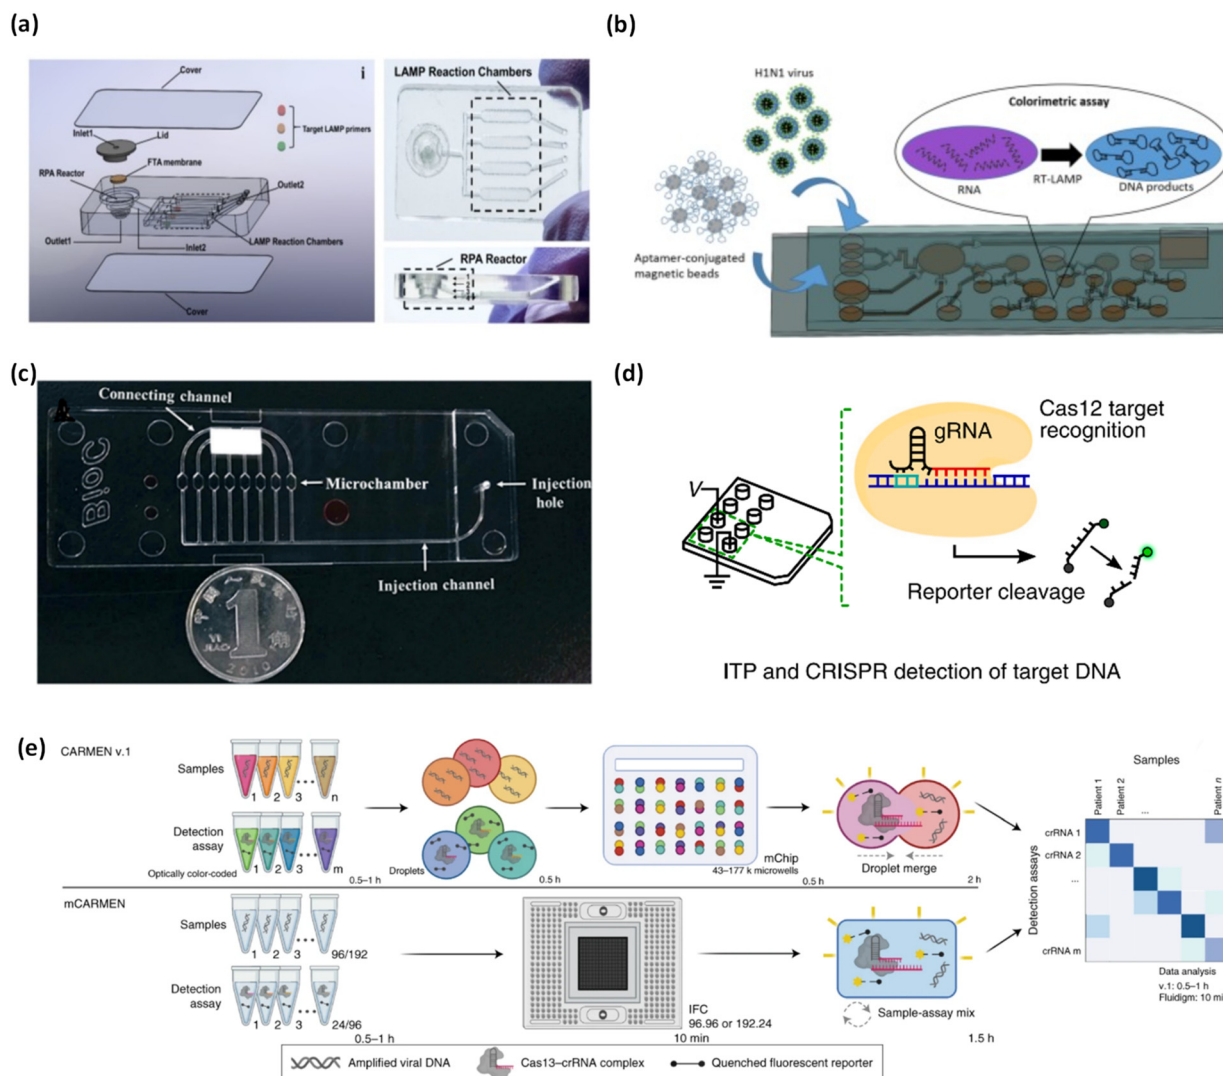 (a)
i
Cover
Inlet1
Lid
Target LAMP primers
FTA membrane
RPA Reactor
Outlet2
LAMP Reaction Chambers
Outlet1
Inlet2
Cover
LAMP Reaction Chambers
RPA Reactor
(b)
H1N1 virus
Colorimetric assay
RNA
RT-LAMP
DNA products
Aptamer-conjugated
magnetic beads
(c)
Connecting channel
BioC
Microchamber
Injection
hole
Injection channel
1
YI
JIAO
2010
(d)
Cas12 target
recognition
gRNA
V
Reporter cleavage
ITP and CRISPR detection of target DNA
(e)
CARMEN v.1
Samples
1 2 3 n
Detection
assay
Optically color-coded
1 2 3 m
0.5–1 h
Droplets
0.5 h
mChip
43–177 k microwells
0.5 h
Droplet merge
2 h
mCARMEN
Samples
1 2 3 96/192
Detection
assay
1 2 3 24/96
0.5–1 h
IFC
96.96 or 192.24
10 min
Sample-assay mix
1.5 h
Samples
Patient 1
Patient 2
...
Patient n
Detection assays
crRNA 1
crRNA 2
...
crRNA m
Data analysis
v.1: 0.5–1 h
Fluidigm: 10 mi
Amplified viral DNA
Cas13–crRNA complex
Quenched fluorescent reporter